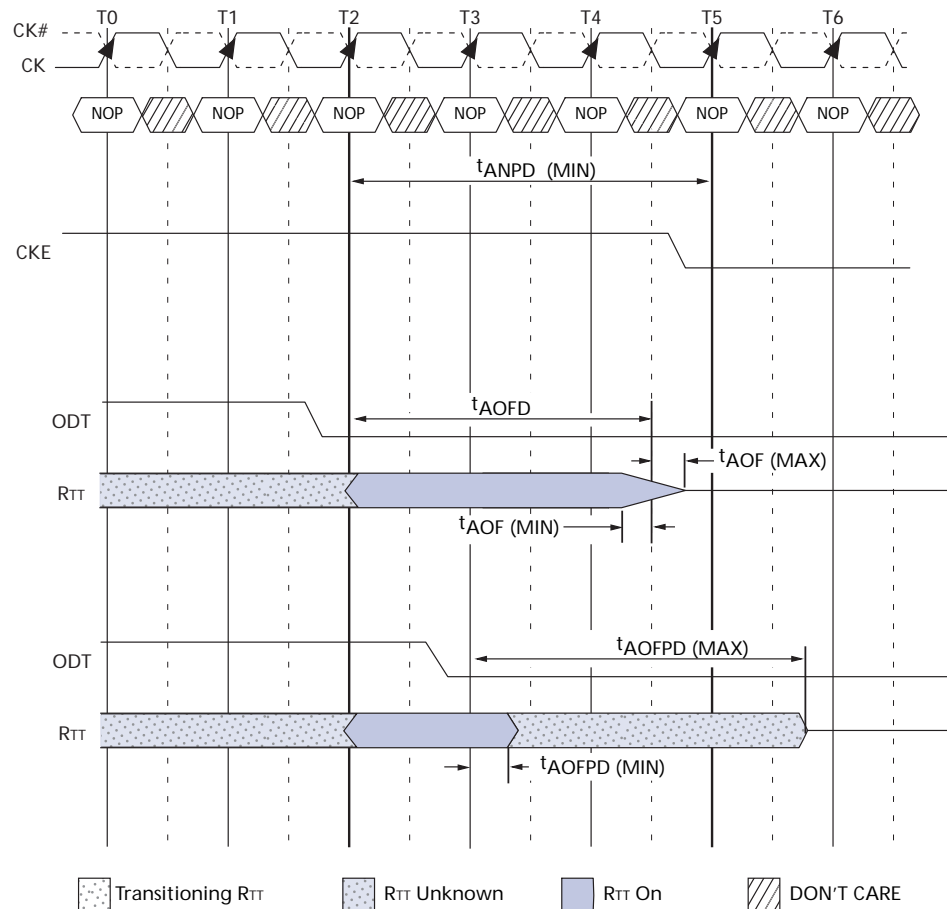 T0 T1 T2 T3 T4 T5 T6
CK#
CK
NOP NOP NOP NOP NOP NOP NOP
tANPD (MIN)
CKE
tAOFD
ODT
tAOF (MAX)
RTT
tAOF (MIN)
tAOFPD (MAX)
ODT
RTT
tAOFPD (MIN)
Transitioning RTT RTT Unknown RTT On DON'T CARE